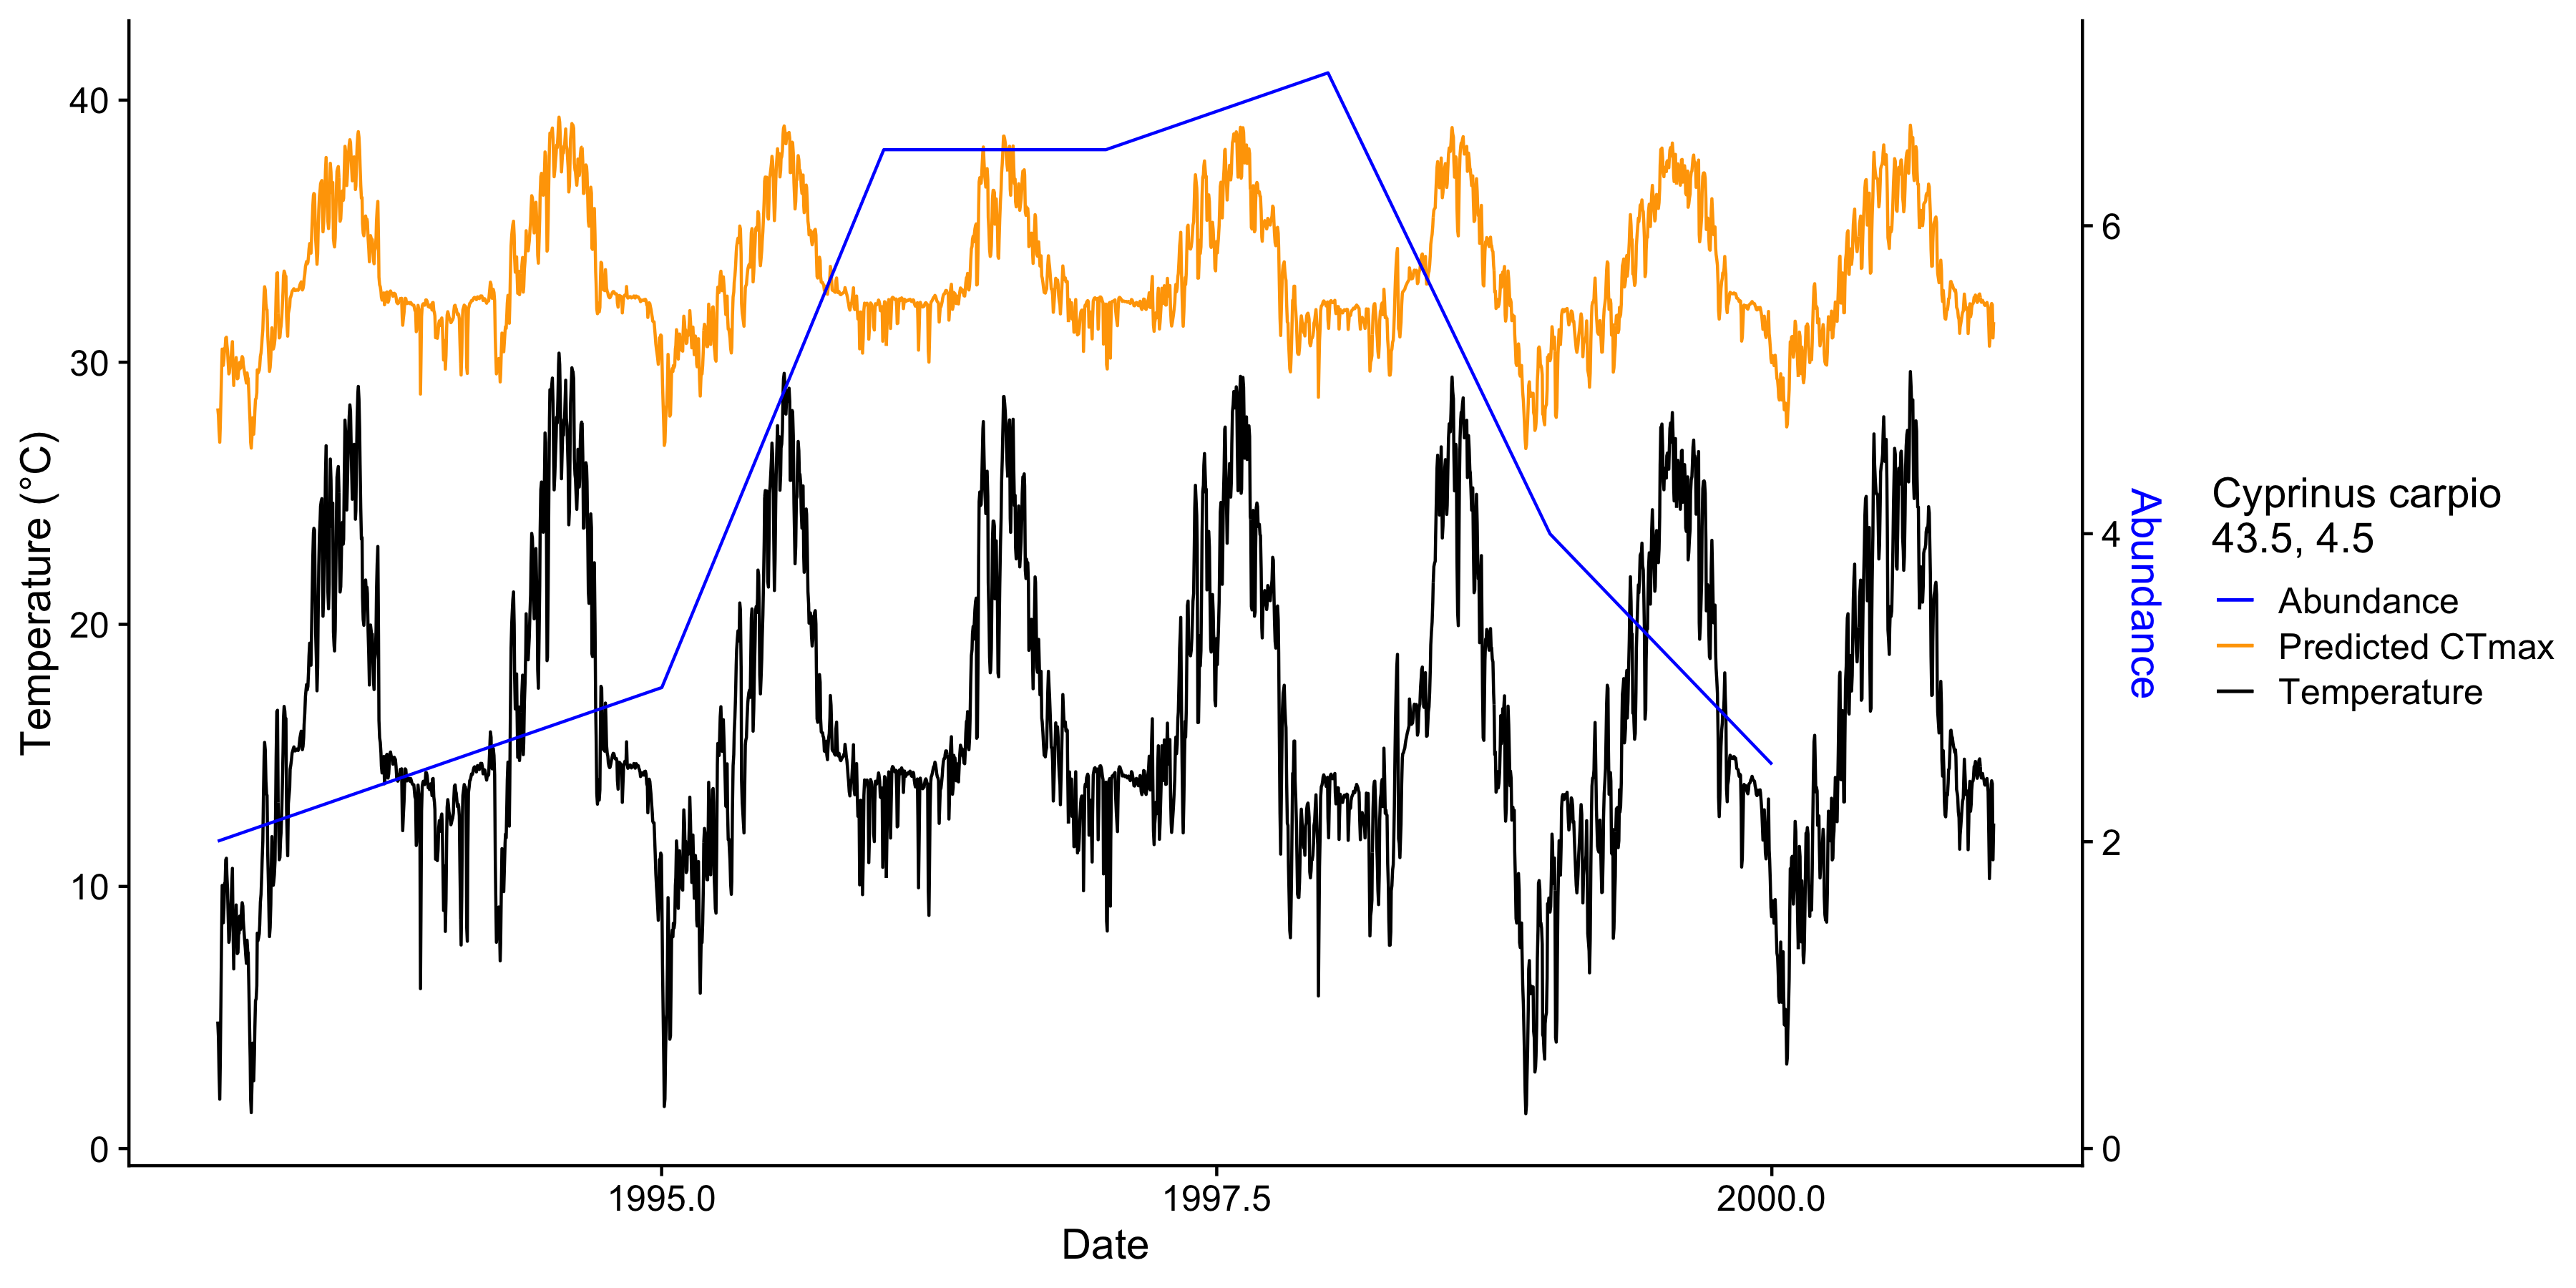 40
30
20
10
0
Temperature (°C)
1995.0
1997.5
2000.0
Date
6
4
2
0
Abundance
Cyprinus carpio
43.5, 4.5
Abundance
Predicted CTmax
Temperature